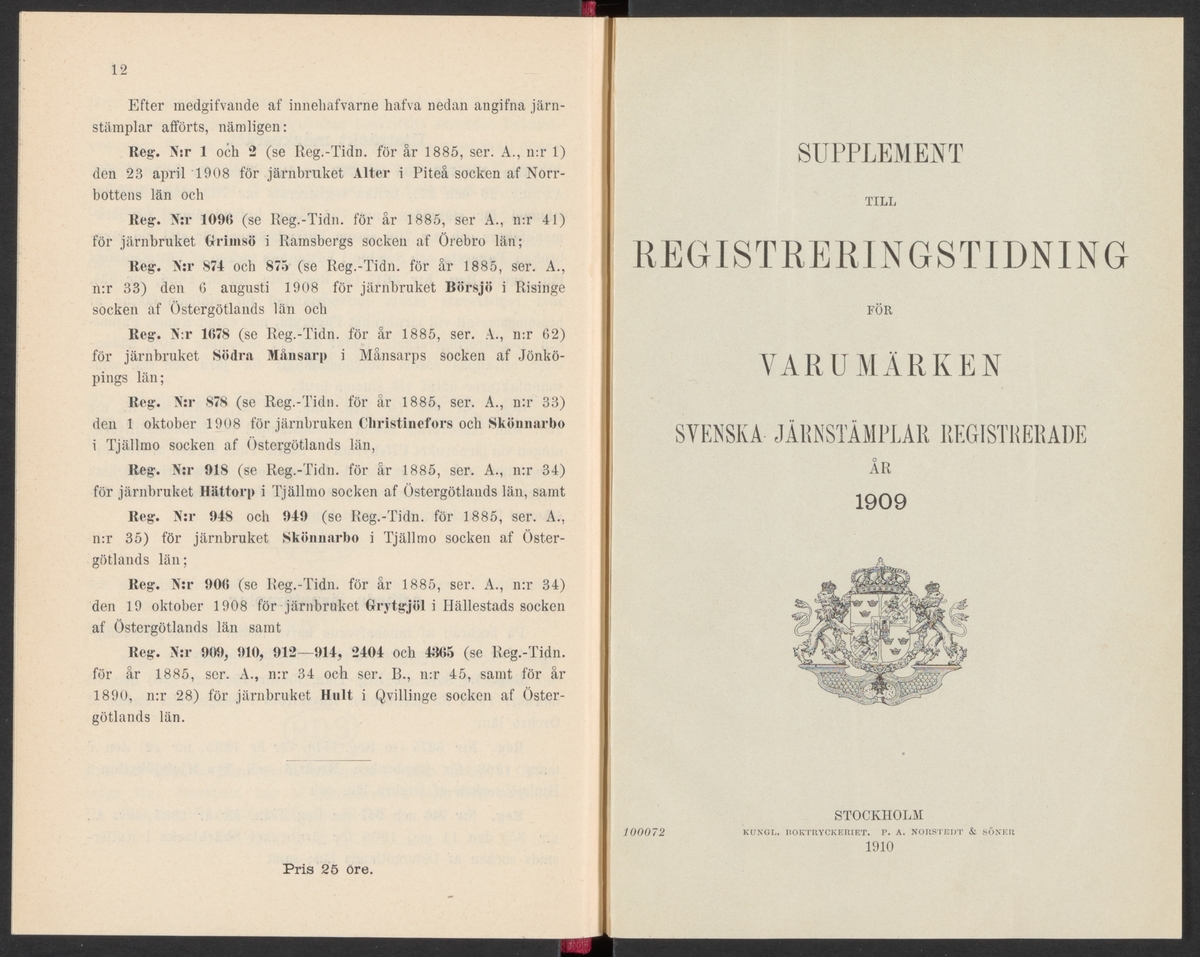 12
Efter medgifvande af innehafvarne hafva nedan angifna järn-
stämplar afförts, nämligen:
Reg. N:r 1 och 2 (se Reg.-Tidn. för år 1885, ser. A., n:r 1)
den 23 april 1908 för järnbruket Alter i Piteå socken af Norr-
bottens län och
Reg. N:r 1096 (se Reg.-Tidn. för år 1885, ser A., n:r 41)
för järnbruket Grimsö i Ramsbergs socken af Örebro län;
Reg. N:r 874 och 875 (se Reg.-Tidn. för år 1885, ser. A.,
n:r 33) den 6 augusti 1908 för järnbruket Börsjö i Risinge
socken af Östergötlands län och
Reg. N:r 1678 (se Reg.-Tidn. för år 1885, ser. A., n:r 62)
för järnbruket Södra Månsarp i Månsarps socken af Jönkö-
pings län;
Reg. N:r 878 (se Reg.-Tidn. för år 1885, ser. A., n:r 33)
den 1 oktober 1908 för järnbruken Christinefors och Skönnarbo
i Tjällmo socken af Östergötlands län,
Reg. N:r 918 (se Reg.-Tidn. för år 1885, ser. A., n:r 34)
för järnbruket Hättorp i Tjällmo socken af Östergötlands län, samt
Reg. N:r 948 och 949 (se Reg.-Tidn. för 1885, ser. A.,
n:r 35) för järnbruket Skönnarbo i Tjällmo socken af Öster-
götlands län;
Reg. N:r 906 (se Reg.-Tidn. för år 1885, ser. A., n:r 34)
den 19 oktober 1908 för järnbruket Grytgjöl i Hällestads socken
af Östergötlands län samt
Reg. N:r 909, 910, 912—914, 2404 och 4365 (se Reg.-Tidn.
för år 1885, ser. A., n:r 34 och ser. B., n:r 45, samt för år
1890, n:r 28) för järnbruket Hult i Qvillinge socken af Öster-
götlands län.
Pris 25 öre.
SUPPLEMENT
TILL
REGISTRERINGSTIDNING
FÖR
VARUMÄRKEN
SVENSKA JÄRNSTÄMPLAR REGISTRERADE
ÅR
1909
STOCKHOLM
100072 KUNGL. BOKTRYCKERIET. P. A. NORSTEDT & SÖNER
1910